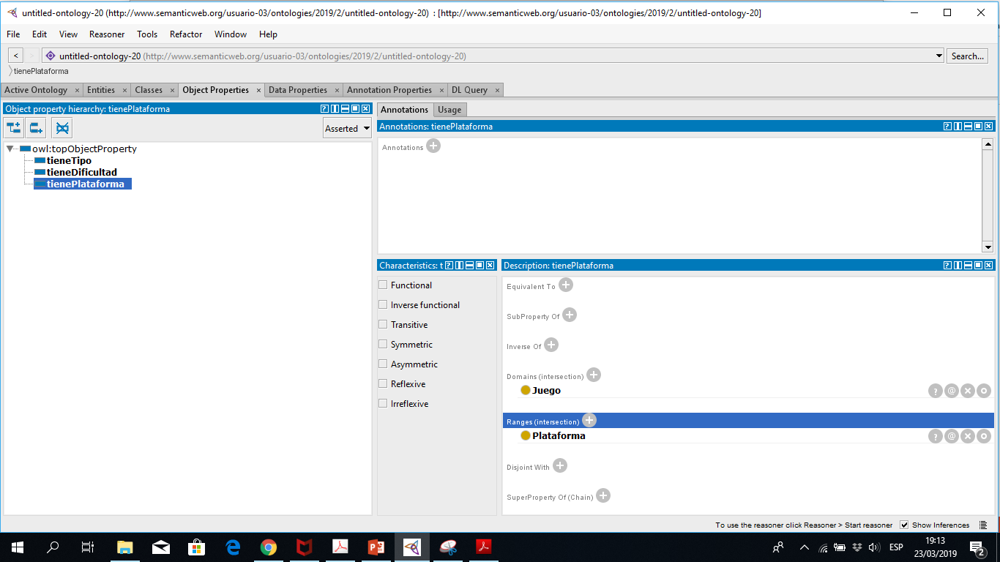 untitled-ontology-20 (http://www.semanticweb.org/usuario-03/ontologies/2019/2/untitled-ontology-20) : [http://www.semanticweb.org/usuario-03/ontologies/2019/2/untitled-ontology-20]
File Edit View Reasoner Tools Refactor Window Help
< > untitled-ontology-20 (http://www.semanticweb.org/usuario-03/ontologies/2019/2/untitled-ontology-20) Search...
tienePlataforma
Active Ontology × Entities × Classes × Object Properties × Data Properties × Annotation Properties × DL Query ×
Object property hierarchy: tienePlataforma
Asserted
owl:topObjectProperty
tieneTipo
tieneDificultad
tienePlataforma
Annotations Usage
Annotations: tienePlataforma
Annotations
Characteristics: t
Functional
Inverse functional
Transitive
Symmetric
Asymmetric
Reflexive
Irreflexive
Description: tienePlataforma
Equivalent To
SubProperty Of
Inverse Of
Domains (intersection)
Juego
Ranges (intersection)
Plataforma
Disjoint With
SuperProperty Of (Chain)
To use the reasoner click Reasoner > Start reasoner Show Inferences
ESP
19:13
23/03/2019
2